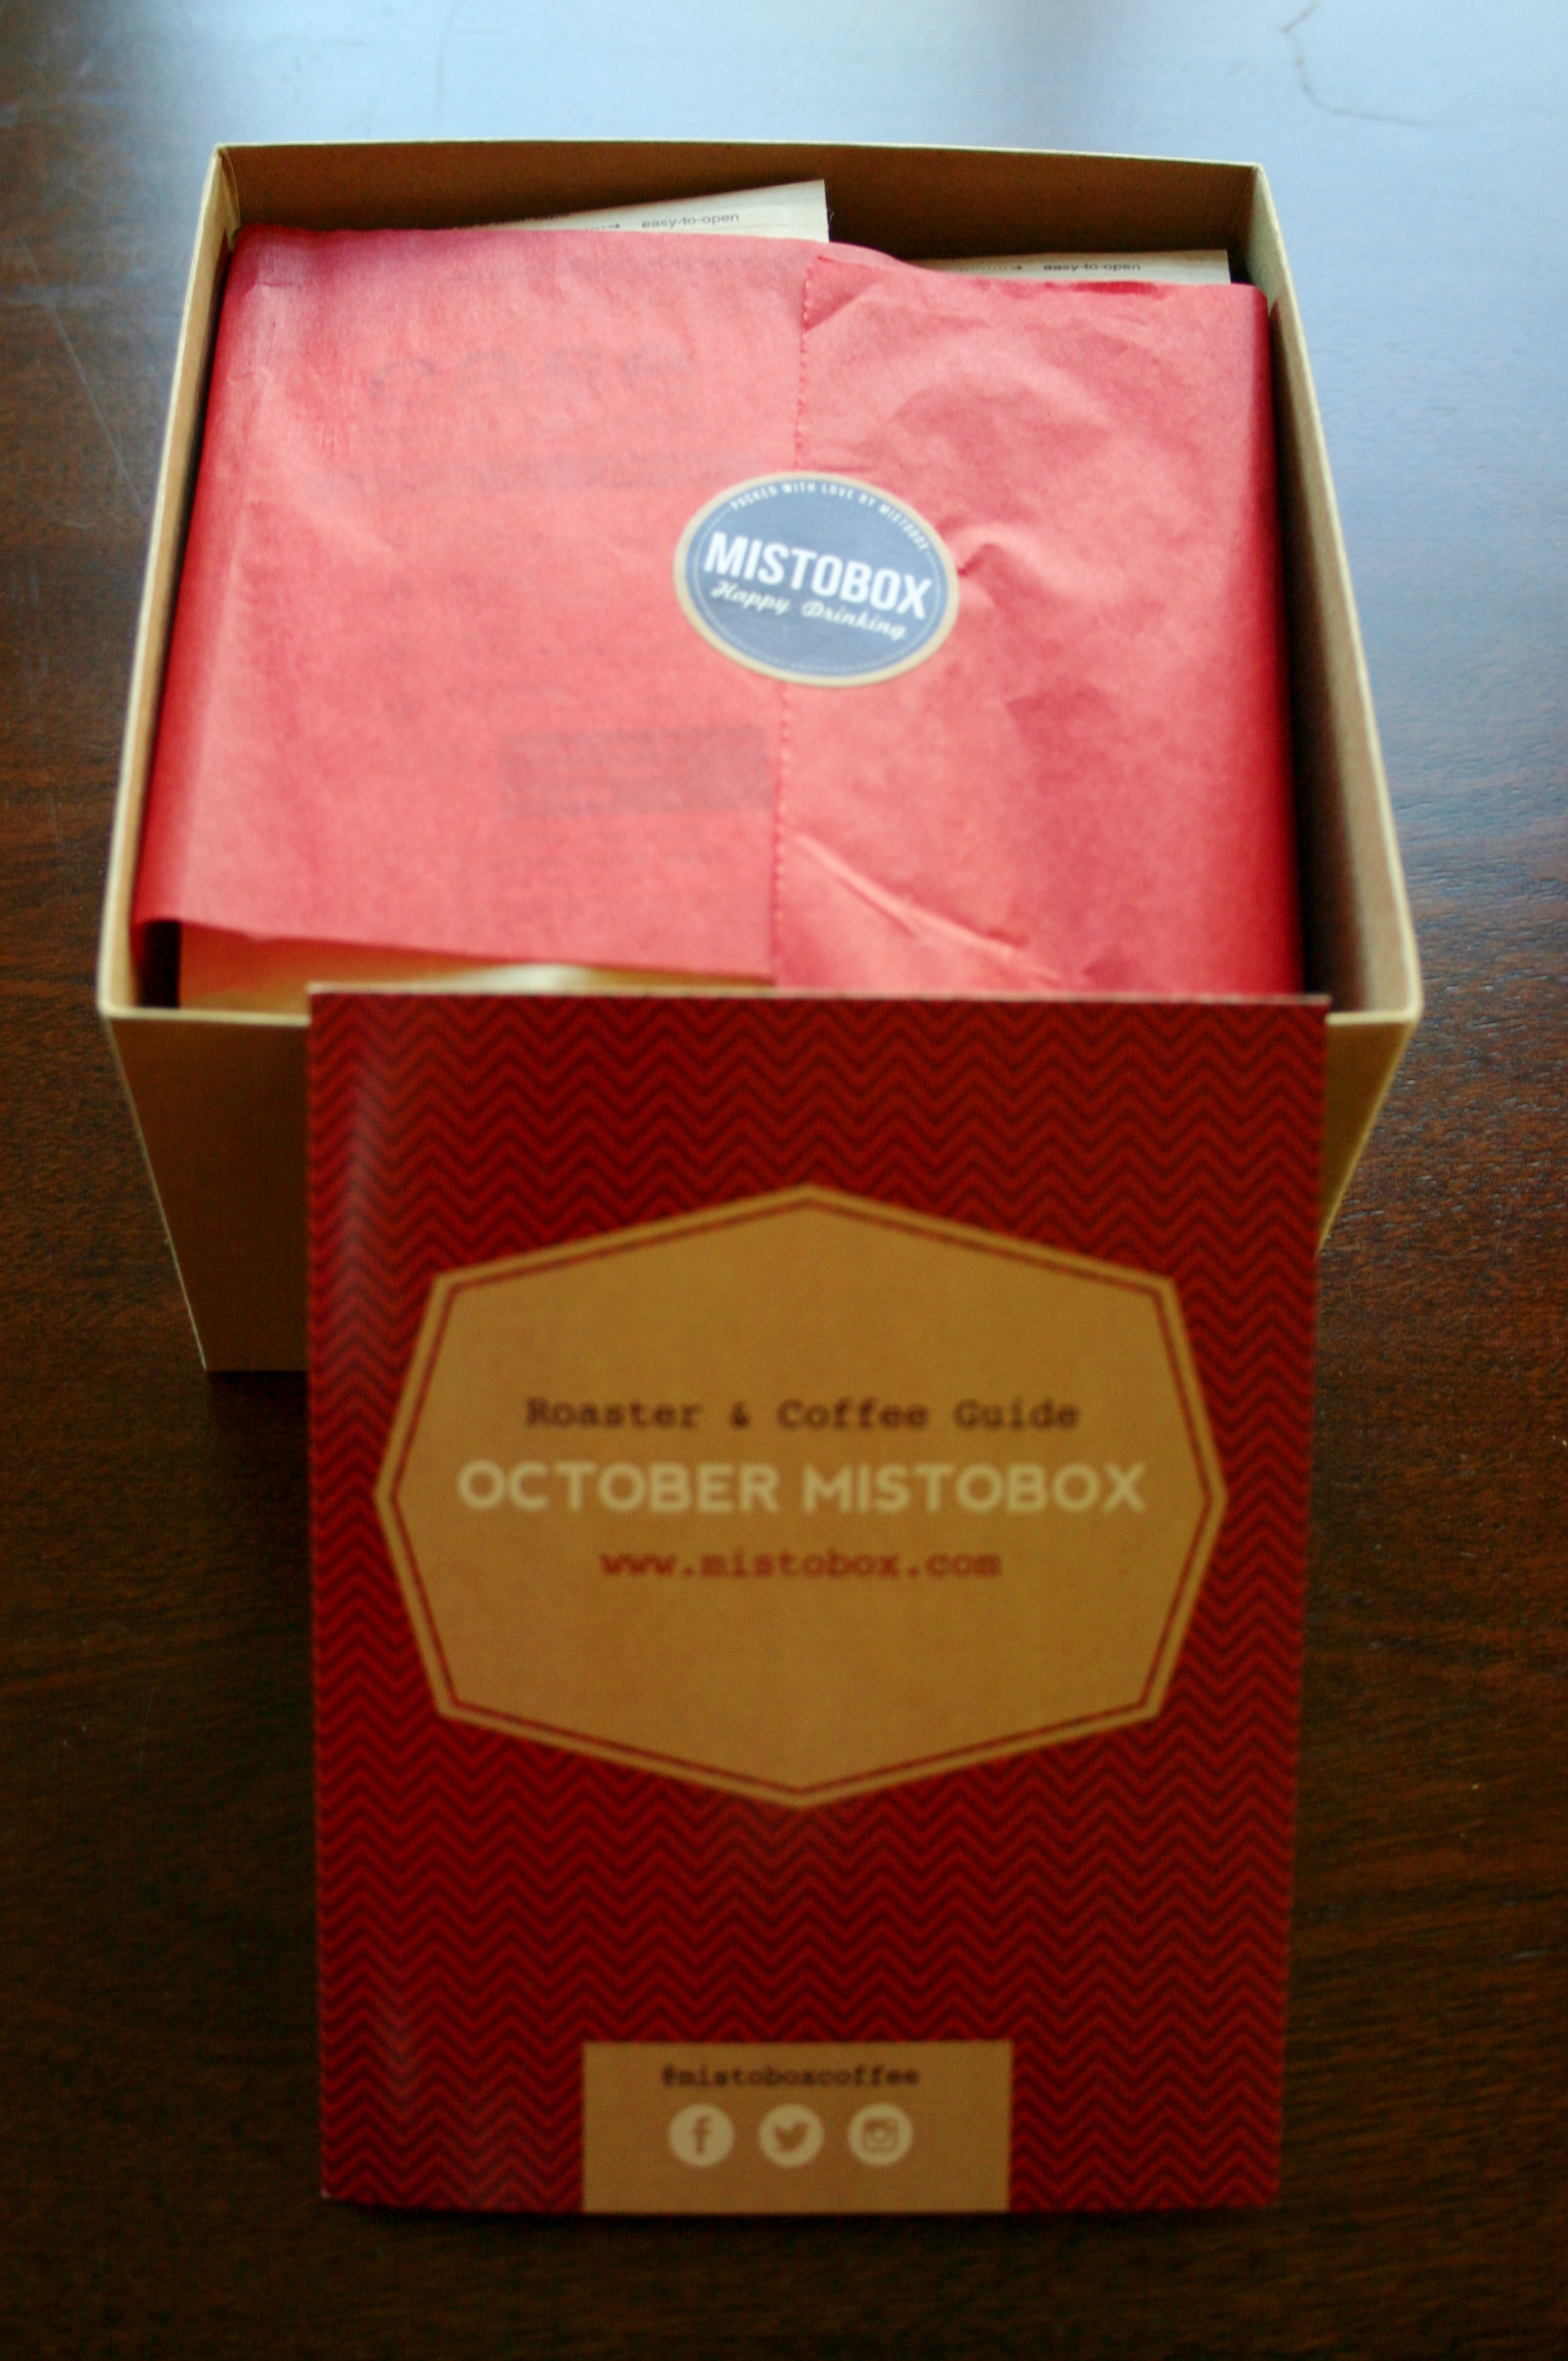 easy-to-open
easy-to-open
PACKED WITH LOVE BY MISTOBOX
MISTOBOX
Happy Drinking
Roaster & Coffee Guide
OCTOBER MISTOBOX
www.mistobox.com
@mistoboxcoffee